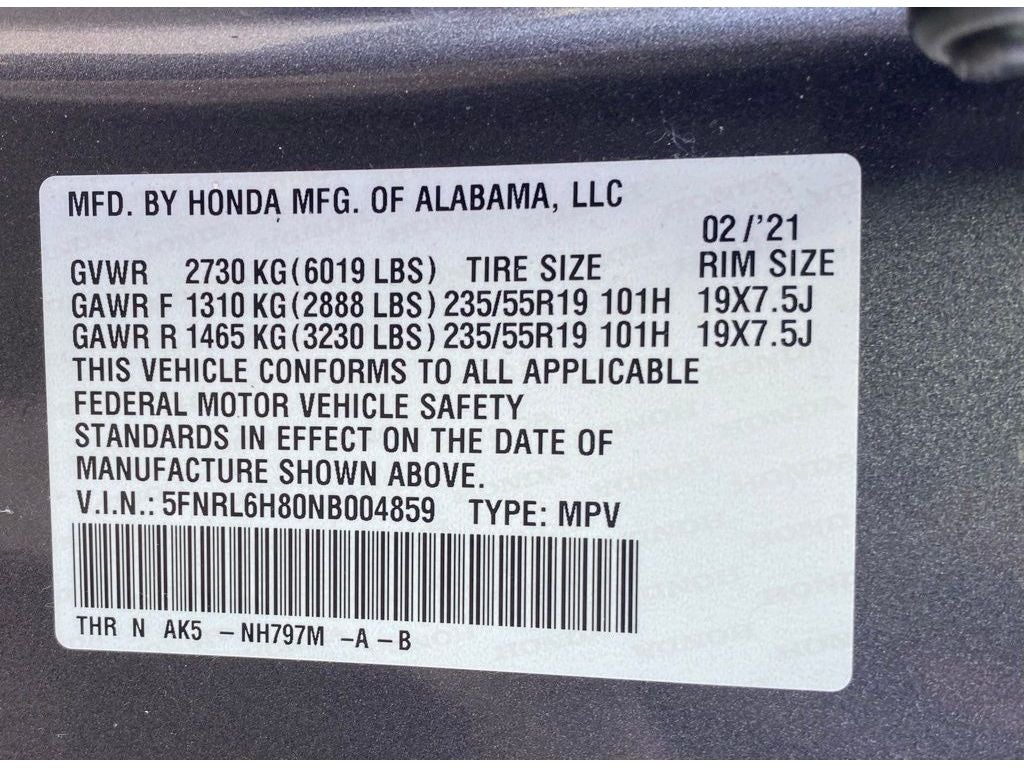 MFD. BY HONDA MFG. OF ALABAMA, LLC
02/'21
GVWR 2730 KG(6019 LBS) TIRE SIZE RIM SIZE
GAWR F 1310 KG(2888 LBS) 235/55R19 101H 19X7.5J
GAWR R 1465 KG(3230 LBS) 235/55R19 101H 19X7.5J
THIS VEHICLE CONFORMS TO ALL APPLICABLE
FEDERAL MOTOR VEHICLE SAFETY
STANDARDS IN EFFECT ON THE DATE OF
MANUFACTURE SHOWN ABOVE.
V.I.N.: 5FNRL6H80NB004859 TYPE: MPV
THR N AK5 -NH797M -A -B